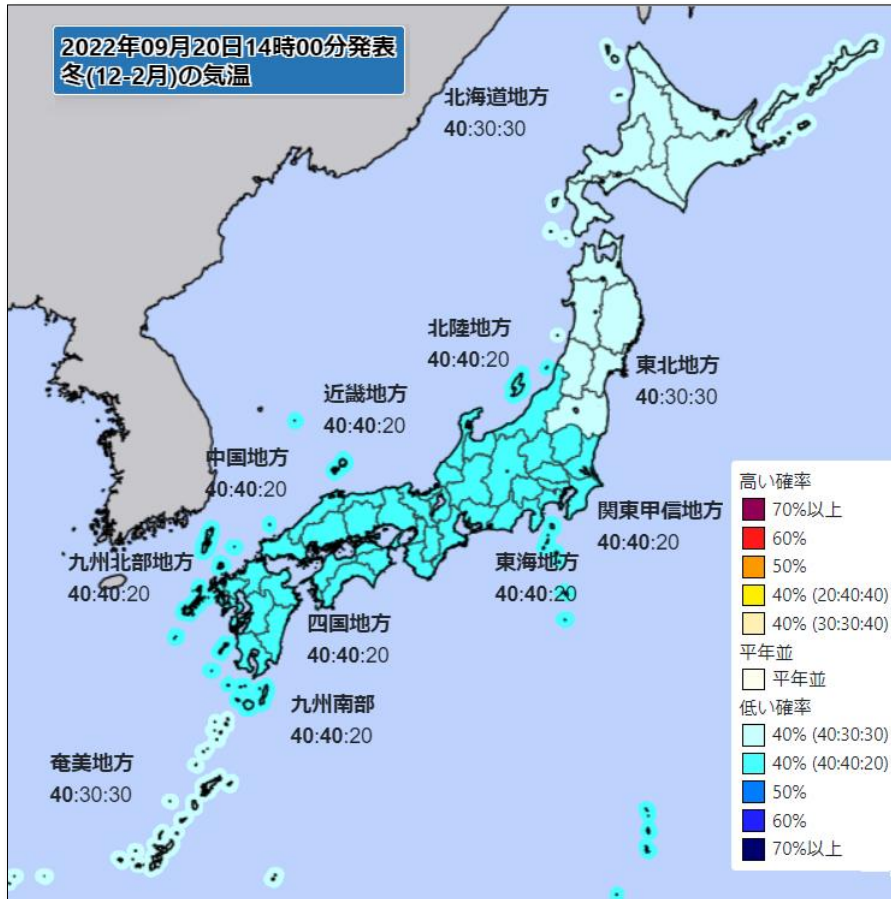 2022年09月20日14時00分発表
冬(12-2月)の気温
北海道地方
40:30:30
北陸地方
40:40:20
東北地方
40:30:30
近畿地方
40:40:20
中国地方
40:40:20
関東甲信地方
40:40:20
九州北部地方
40:40:20
東海地方
40:40:20
四国地方
40:40:20
九州南部
40:40:20
奄美地方
40:30:30
高い確率
70%以上
60%
50%
40% (20:40:40)
40% (30:30:40)
平年並
平年並
低い確率
40% (40:30:30)
40% (40:40:20)
50%
60%
70%以上